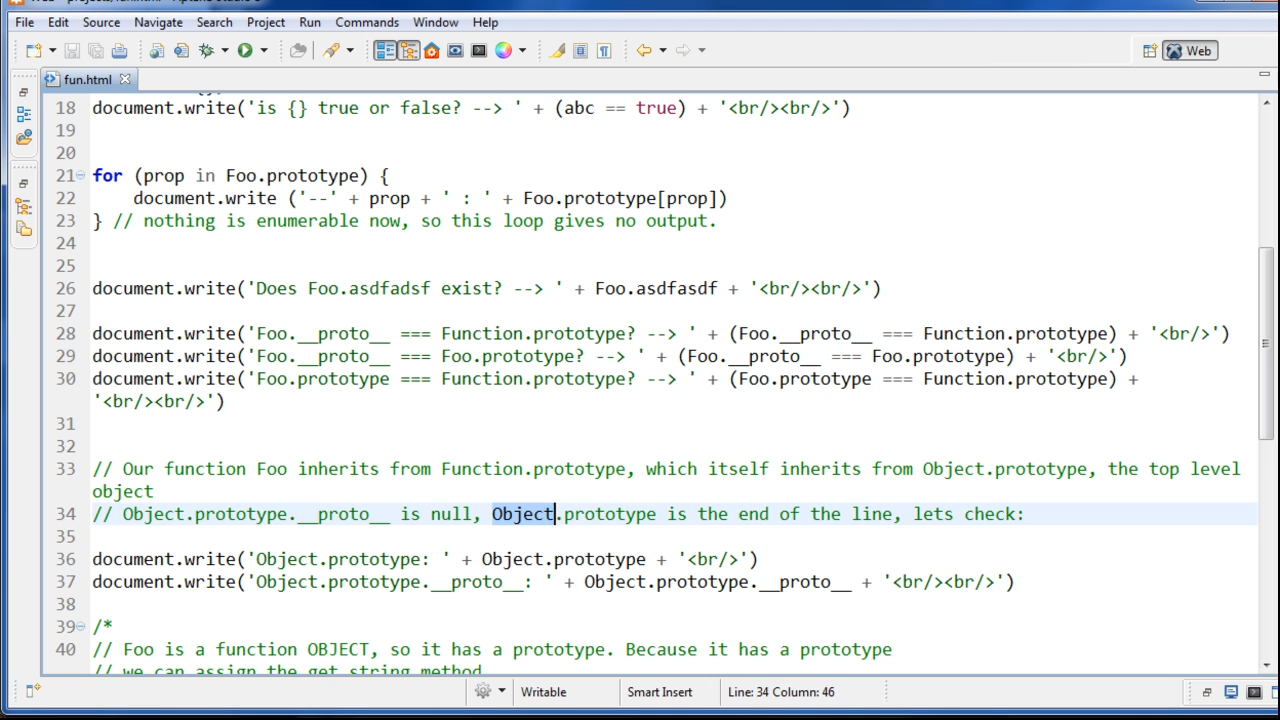 File Edit Source Navigate Search Project Run Commands Window Help
Web
fun.html
18 document.write('is {} true or false? --> ' + (abc == true) + '<br/><br/>')
19
20
21 for (prop in Foo.prototype) {
22 document.write ('--' + prop + ' : ' + Foo.prototype[prop])
23 } // nothing is enumerable now, so this loop gives no output.
24
25
26 document.write('Does Foo.asdfadsf exist? --> ' + Foo.asdfasdf + '<br/><br/>')
27
28 document.write('Foo.__proto__ === Function.prototype? --> ' + (Foo.__proto__ === Function.prototype) + '<br/>')
29 document.write('Foo.__proto__ === Foo.prototype? --> ' + (Foo.__proto__ === Foo.prototype) + '<br/>')
30 document.write('Foo.prototype === Function.prototype? --> ' + (Foo.prototype === Function.prototype) +
'<br/><br/>')
31
32
33 // Our function Foo inherits from Function.prototype, which itself inherits from Object.prototype, the top level
object
34 // Object.prototype.__proto__ is null, Object.prototype is the end of the line, lets check:
35
36 document.write('Object.prototype: ' + Object.prototype + '<br/>')
37 document.write('Object.prototype.__proto__: ' + Object.prototype.__proto__ + '<br/><br/>')
38
39 /*
40 // Foo is a function OBJECT, so it has a prototype. Because it has a prototype
// we can assign the get string method
Writable Smart Insert Line: 34 Column: 46